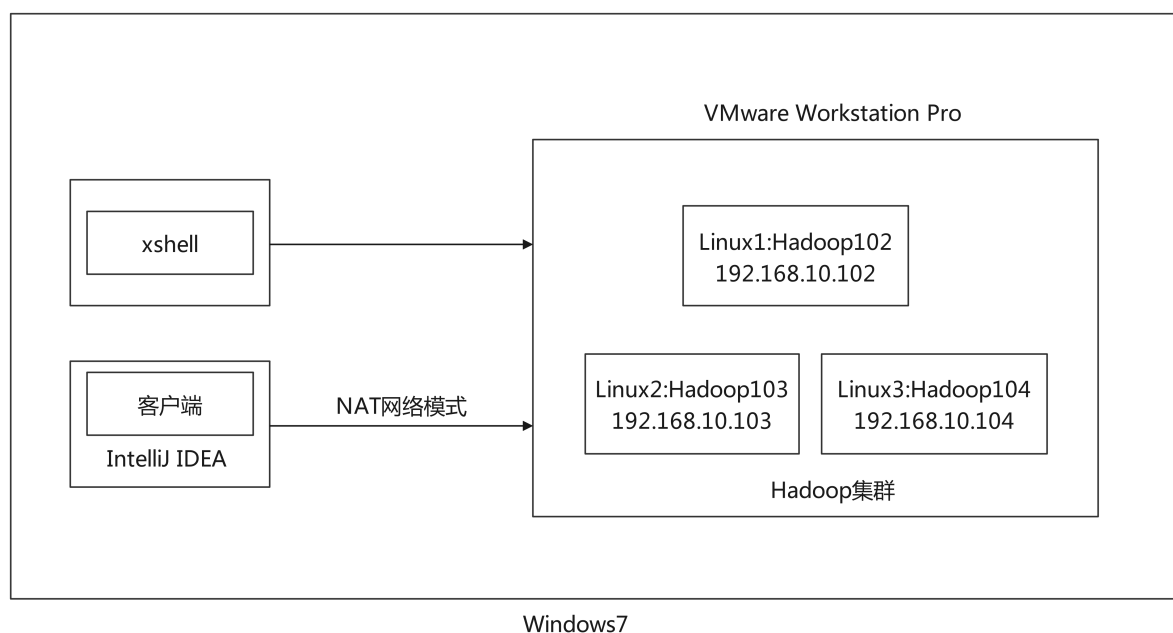 VMware Workstation Pro
xshell
Linux1:Hadoop102
192.168.10.102
客户端
IntelliJ IDEA
NAT网络模式
Linux2:Hadoop103
192.168.10.103
Linux3:Hadoop104
192.168.10.104
Hadoop集群
Windows7